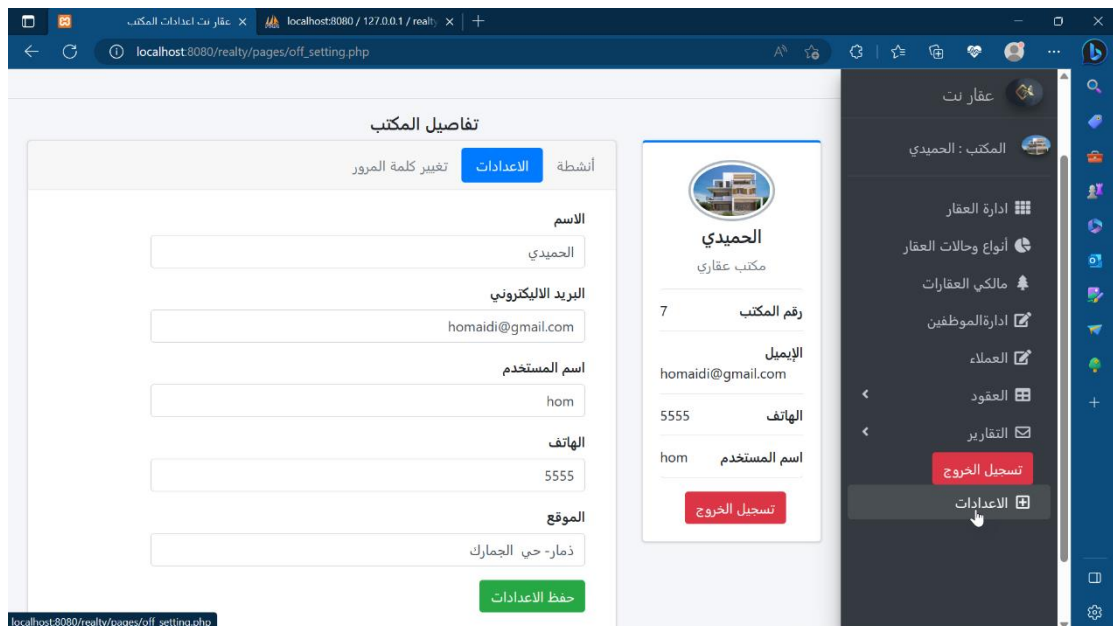 عقار نت اعدادات المكتب
localhost:8080 / 127.0.0.1 / realty
localhost:8080/realty/pages/off_setting.php
عقار نت
المكتب : الحميدي
ادارة العقار
أنواع وحالات العقار
مالكي العقارات
ادارةالموظفين
العملاء
العقود
التقارير
تسجيل الخروج
الاعدادات
تفاصيل المكتب
الحميدي
مكتب عقاري
رقم المكتب 7
الإيميل
homaidi@gmail.com
الهاتف 5555
اسم المستخدم hom
تسجيل الخروج
أنشطة الاعدادات تغيير كلمة المرور
الاسم
الحميدي
البريد الاليكتروني
homaidi@gmail.com
اسم المستخدم
hom
الهاتف
5555
الموقع
ذمار- حي الجمارك
حفظ الاعدادات
localhost:8080/realty/pages/off_setting.php